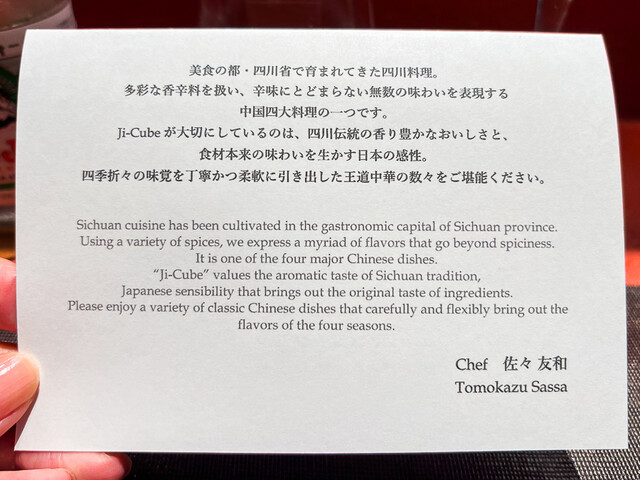 美食の都・四川省で育まれてきた四川料理。
多彩な香辛料を扱い、辛味にとどまらない無数の味わいを表現する
中国四大料理の一つです。
Ji-Cubeが大切にしているのは、四川伝統の香り豊かなおいしさと、
食材本来の味わいを生かす日本の感性。
四季折々の味覚を丁寧かつ柔軟に引き出した王道中華の数々をご堪能ください。
Sichuan cuisine has been cultivated in the gastronomic capital of Sichuan province.
Using a variety of spices, we express a myriad of flavors that go beyond spiciness.
It is one of the four major Chinese dishes.
“Ji-Cube” values the aromatic taste of Sichuan tradition,
Japanese sensibility that brings out the original taste of ingredients.
Please enjoy a variety of classic Chinese dishes that carefully and flexibly bring out the
flavors of the four seasons.
Chef 佐々 友和
Tomokazu Sassa